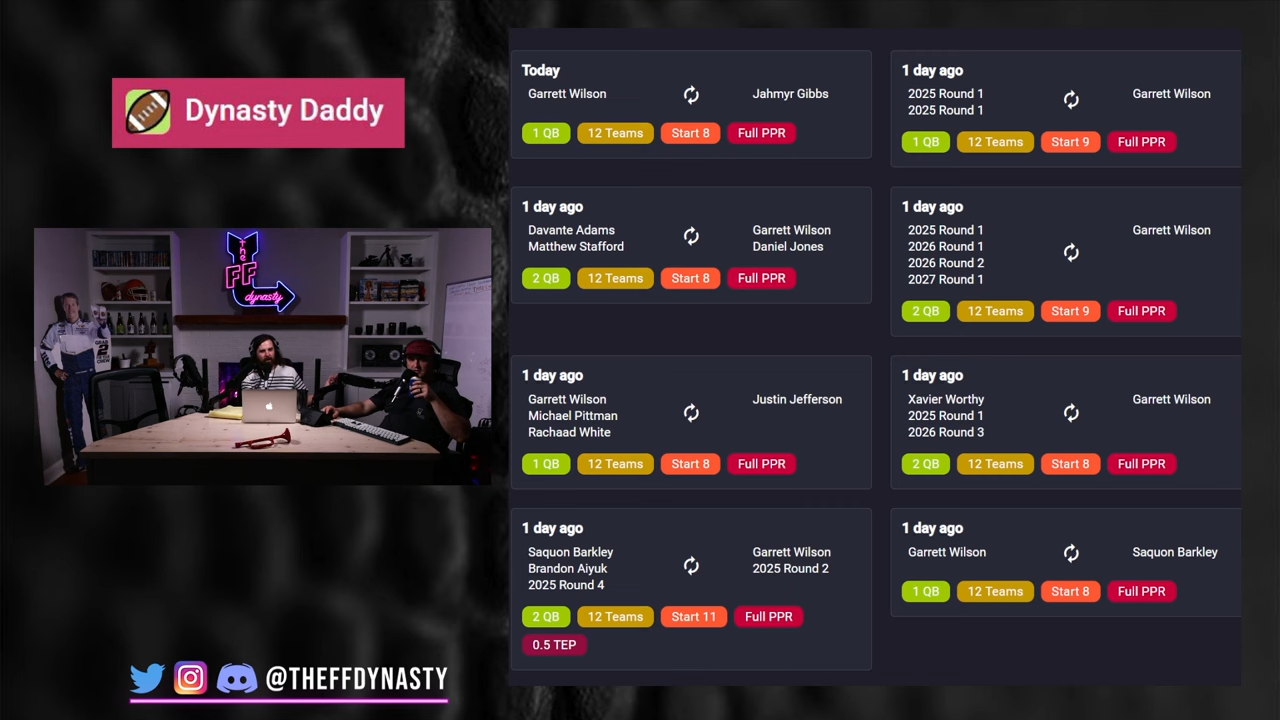 Dynasty Daddy
The
FF
dynasty
@THEFFDYNASTY
Today
Garrett Wilson
Jahmyr Gibbs
1 QB
12 Teams
Start 8
Full PPR
1 day ago
2025 Round 1
2025 Round 1
Garrett Wilson
1 QB
12 Teams
Start 9
Full PPR
1 day ago
Davante Adams
Matthew Stafford
Garrett Wilson
Daniel Jones
2 QB
12 Teams
Start 8
Full PPR
1 day ago
2025 Round 1
2026 Round 1
2026 Round 2
2027 Round 1
Garrett Wilson
2 QB
12 Teams
Start 9
Full PPR
1 day ago
Garrett Wilson
Michael Pittman
Rachaad White
Justin Jefferson
1 QB
12 Teams
Start 8
Full PPR
1 day ago
Xavier Worthy
2025 Round 1
2026 Round 3
Garrett Wilson
2 QB
12 Teams
Start 8
Full PPR
1 day ago
Saquon Barkley
Brandon Aiyuk
2025 Round 4
Garrett Wilson
2025 Round 2
2 QB
12 Teams
Start 11
Full PPR
0.5 TEP
1 day ago
Garrett Wilson
Saquon Barkley
1 QB
12 Teams
Start 8
Full PPR